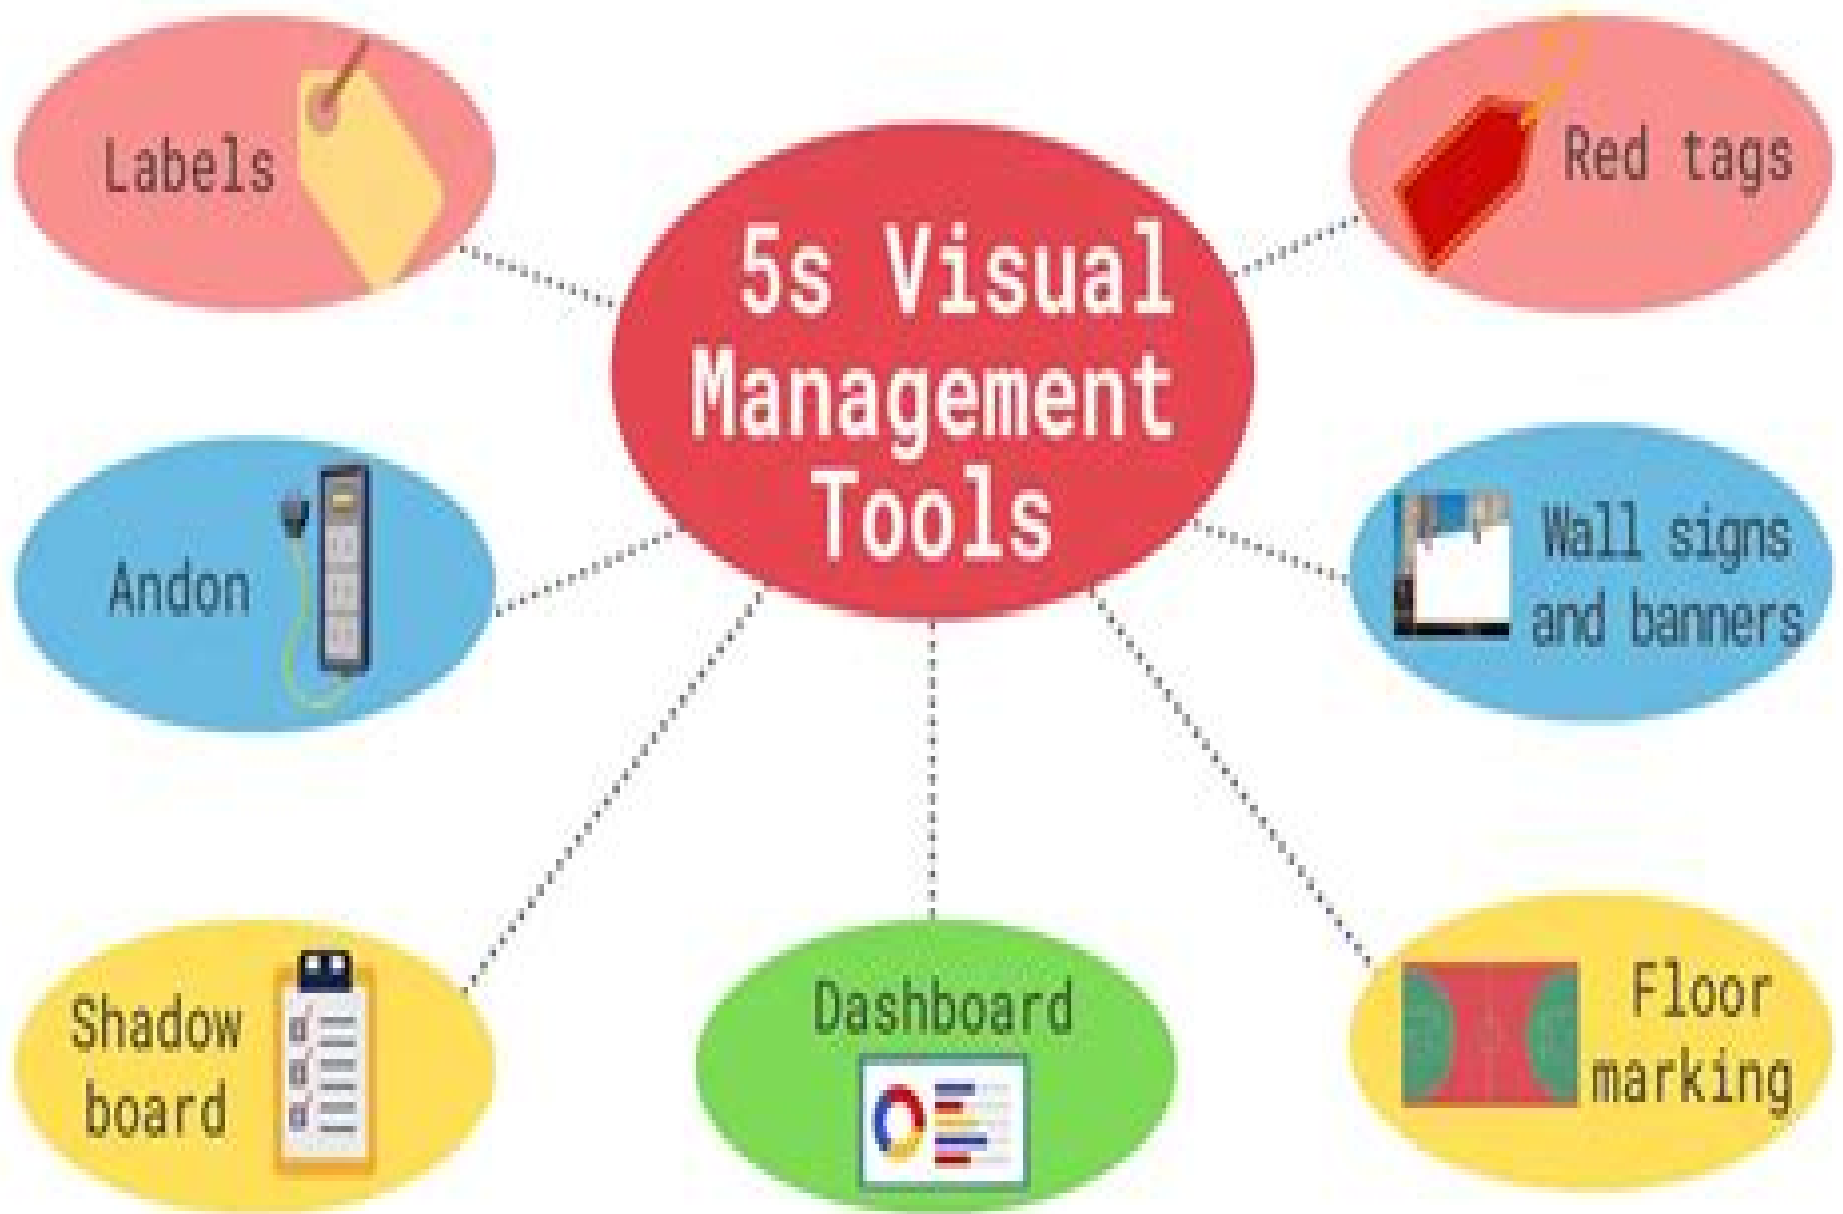 Labels
Red tags
5s Visual
Management
Tools
Andon
Wall signs
and banners
Shadow
board
Dashboard
Floor
marking